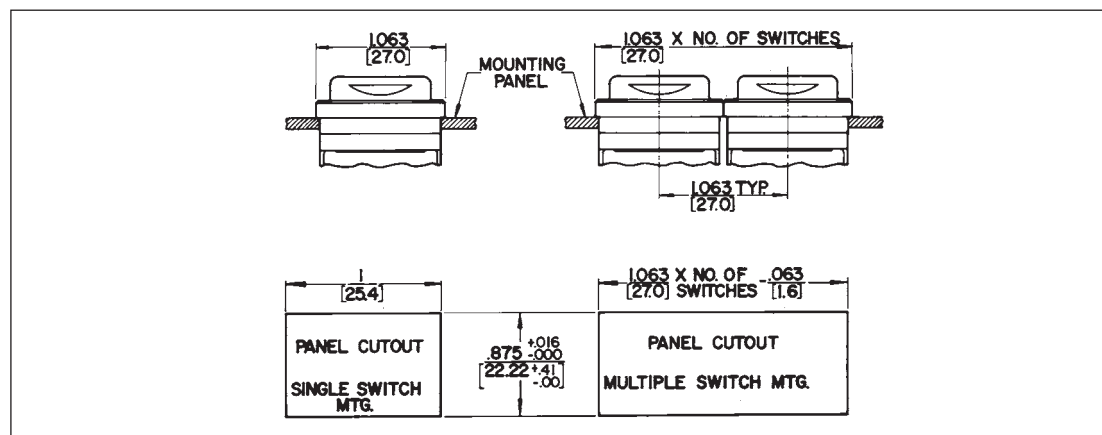 1.063
[27.0]
MOUNTING
PANEL
1.063 X NO. OF SWITCHES
[27.0]
1.063 TYP.
[27.0]
1
[25.4]
1.063 X NO. OF -.063
[27.0] SWITCHES [1.6]
PANEL CUTOUT
SINGLE SWITCH
MTG.
.875 +.016 -.000
[22.22 +.41 -.00]
PANEL CUTOUT
MULTIPLE SWITCH MTG.